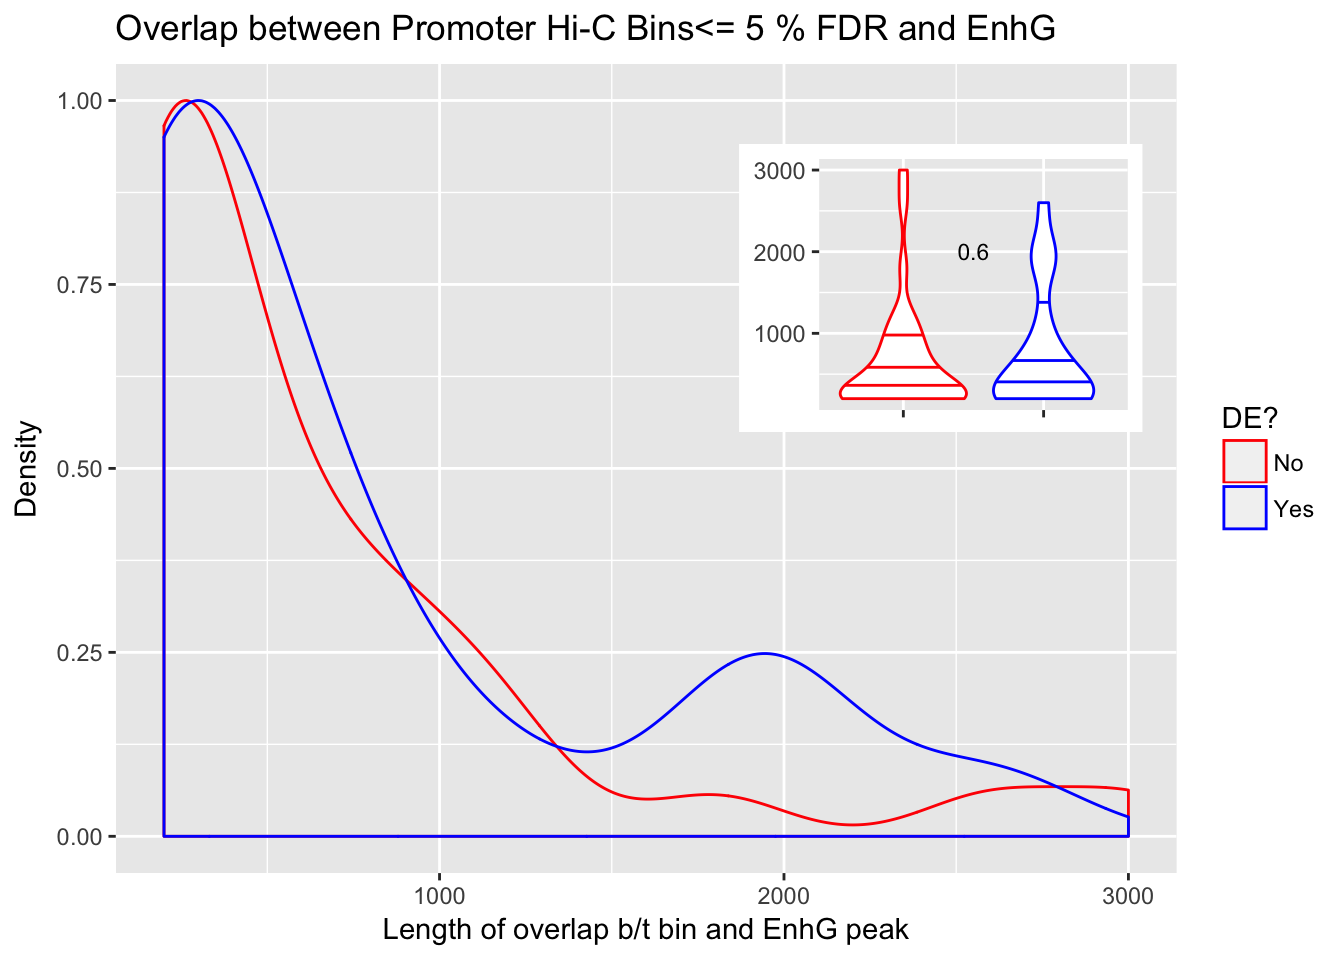 Overlap between Promoter Hi-C Bins<= 5 % FDR and EnhG
1.00
0.75
0.50
0.25
0.00
Density
3000
2000
1000
0.6
DE?
No
Yes
1000 2000 3000
Length of overlap b/t bin and EnhG peak